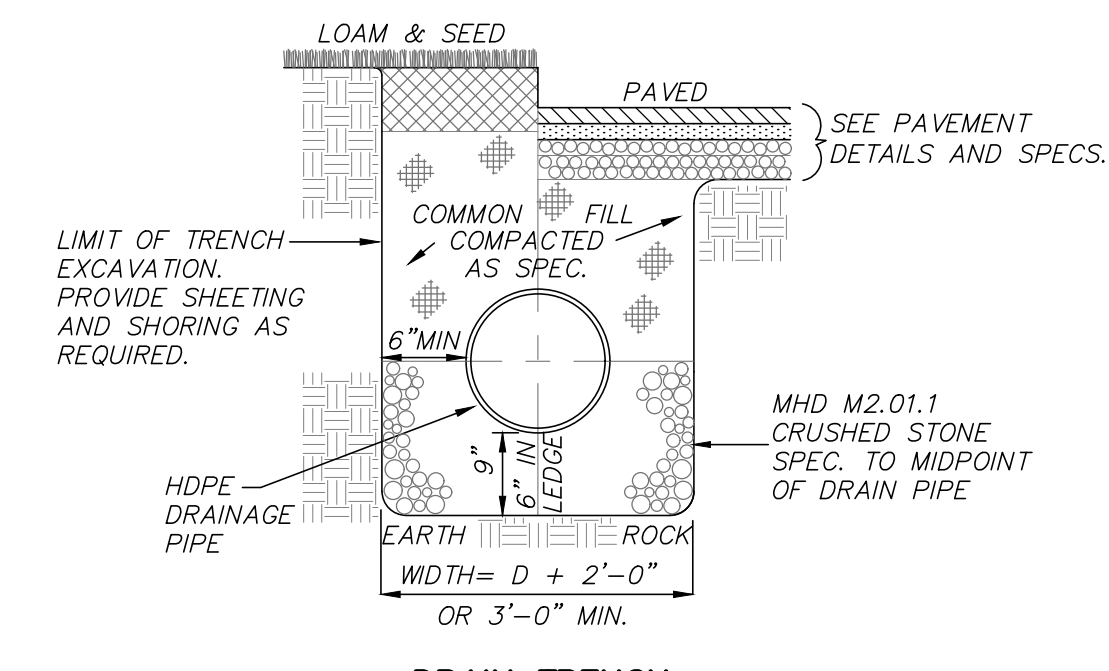 LOAM & SEED
PAVED
SEE PAVEMENT
DETAILS AND SPECS.
COMMON FILL
COMPACTED
AS SPEC.
LIMIT OF TRENCH
EXCAVATION.
PROVIDE SHEETING
AND SHORING AS
REQUIRED.
6"MIN
MHD M2.01.1
CRUSHED STONE
SPEC. TO MIDPOINT
OF DRAIN PIPE
9"
6" IN
LEDGE
HDPE
DRAINAGE
PIPE
EARTH
ROCK
WIDTH= D + 2'-0"
OR 3'-0" MIN.